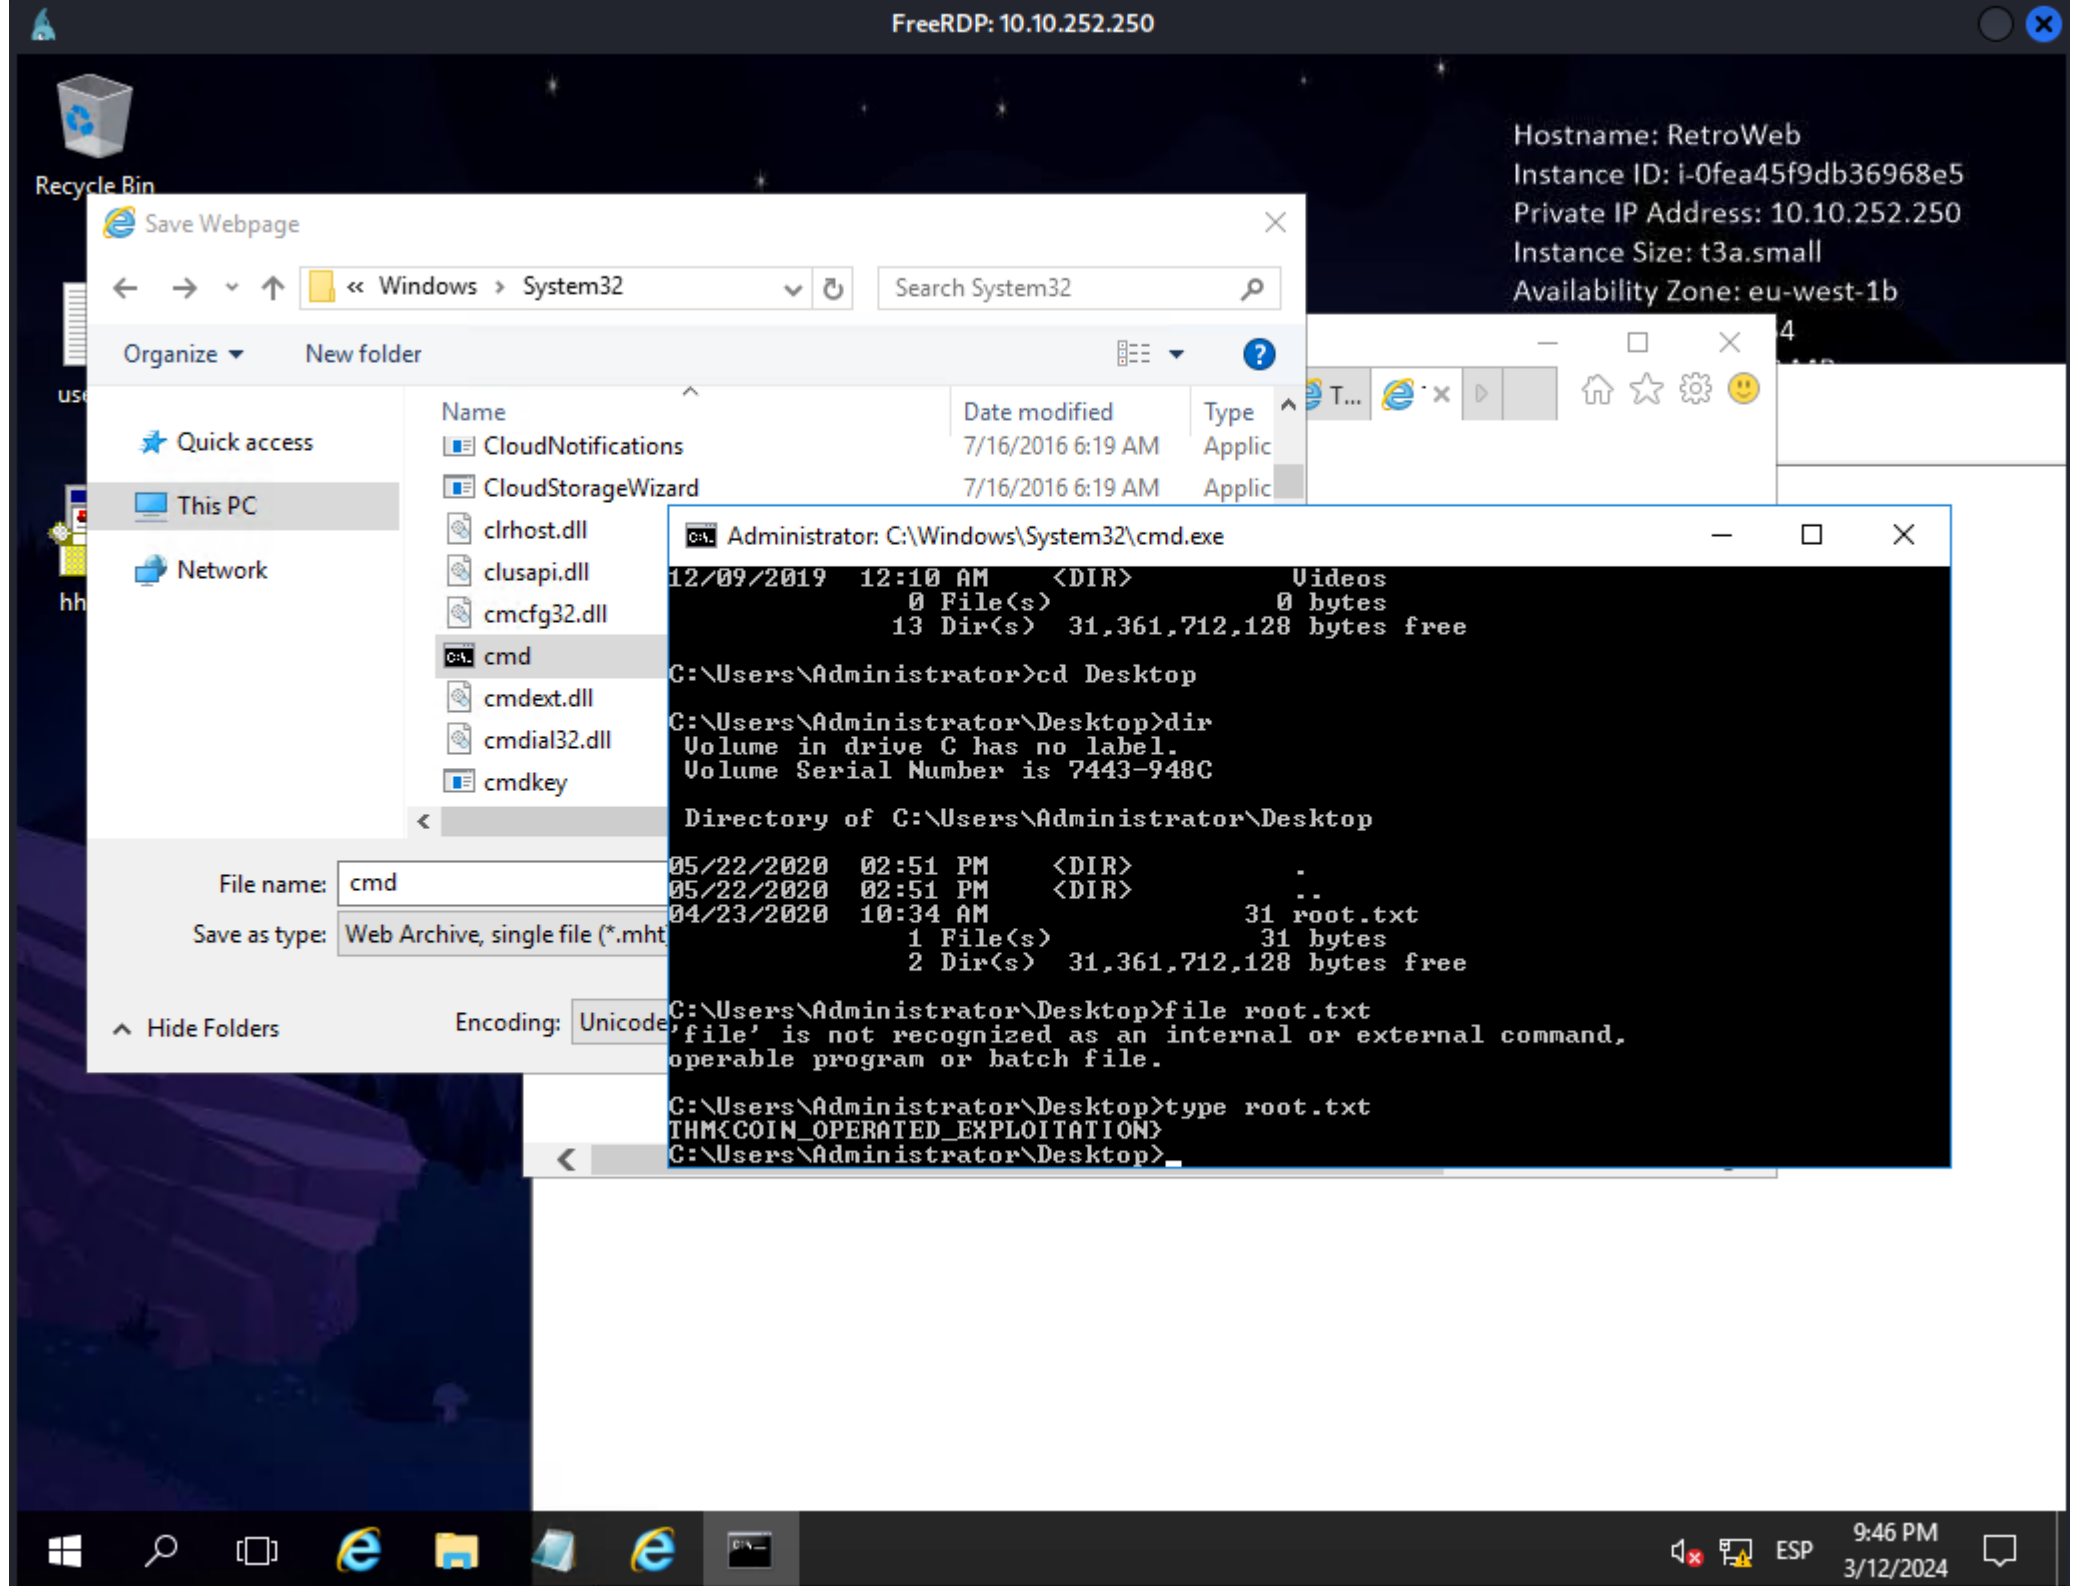 FreeRDP: 10.10.252.250
Recycle Bin
Hostname: RetroWeb
Instance ID: i-0fea45f9db36968e5
Private IP Address: 10.10.252.250
Instance Size: t3a.small
Availability Zone: eu-west-1b
Save Webpage
« Windows › System32
Search System32
Organize
New folder
Name
Date modified
Type
CloudNotifications 7/16/2016 6:19 AM Applic
CloudStorageWizard 7/16/2016 6:19 AM Applic
clrhost.dll
clusapi.dll
cmcfg32.dll
cmd
cmdext.dll
cmdial32.dll
cmdkey
Quick access
This PC
Network
use
hh
File name: cmd
Save as type: Web Archive, single file (*.mht)
Hide Folders
Encoding: Unicode
T...
Administrator: C:\Windows\System32\cmd.exe
12/09/2019  12:10 AM    <DIR>          Videos
0 File(s)              0 bytes
13 Dir(s)  31,361,712,128 bytes free
C:\Users\Administrator>cd Desktop
C:\Users\Administrator\Desktop>dir
Volume in drive C has no label.
Volume Serial Number is 7443-948C
Directory of C:\Users\Administrator\Desktop
05/22/2020  02:51 PM    <DIR>          .
05/22/2020  02:51 PM    <DIR>          ..
04/23/2020  10:34 AM                31 root.txt
1 File(s)             31 bytes
2 Dir(s)  31,361,712,128 bytes free
C:\Users\Administrator\Desktop>file root.txt
'file' is not recognized as an internal or external command,
operable program or batch file.
C:\Users\Administrator\Desktop>type root.txt
THM{COIN_OPERATED_EXPLOITATION}
C:\Users\Administrator\Desktop>_
ESP
9:46 PM
3/12/2024